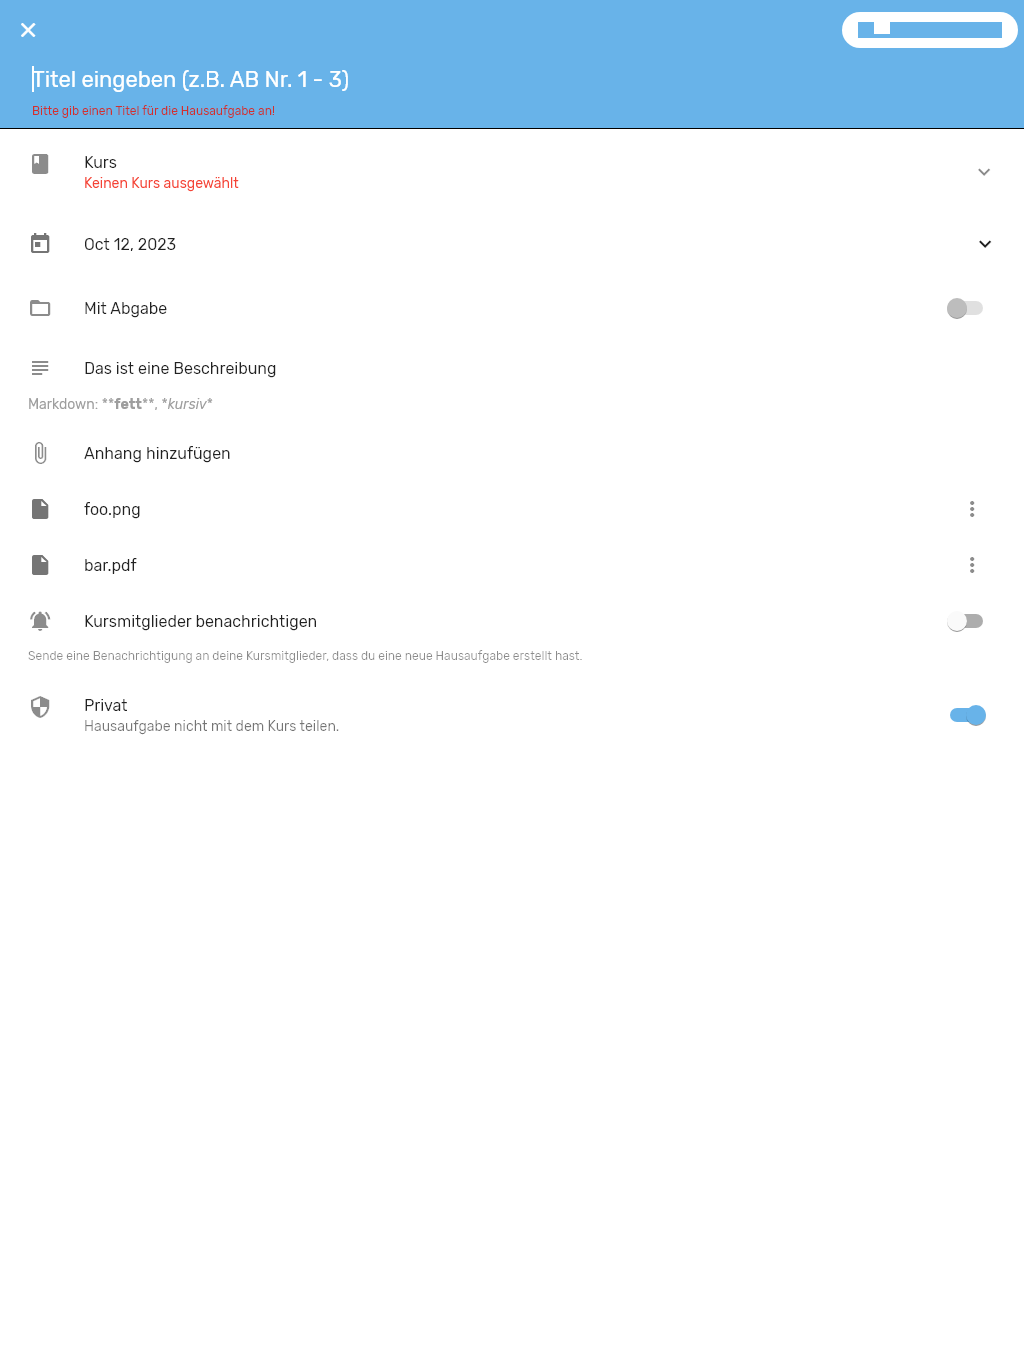 Titel eingeben (z.B. AB Nr. 1 - 3)
Bitte gib einen Titel für die Hausaufgabe an!
Kurs
Keinen Kurs ausgewählt
Oct 12, 2023
Mit Abgabe
Das ist eine Beschreibung
Markdown: **fett**, *kursiv*
Anhang hinzufügen
foo.png
bar.pdf
Kursmitglieder benachrichtigen
Sende eine Benachrichtigung an deine Kursmitglieder, dass du eine neue Hausaufgabe erstellt hast.
Privat
Hausaufgabe nicht mit dem Kurs teilen.